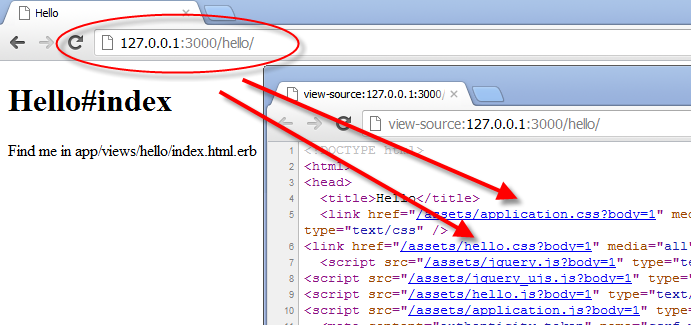 Hello
127.0.0.1:3000/hello/
Hello#index
Find me in app/views/hello/index.html.erb
view-source:127.0.0.1:3000/
view-source:127.0.0.1:3000/hello/
1 <!DOCTYPE html>
2 <html>
3 <head>
4 <title>Hello</title>
5 <link href="/assets/application.css?body=1" med
type="text/css" />
6 <link href="/assets/hello.css?body=1" media="all"
7 <script src="/assets/jquery.js?body=1" type="te
8 <script src="/assets/jquery_ujs.js?body=1" type="t
9 <script src="/assets/hello.js?body=1" type="text/
10 <script src="/assets/application.js?body=1" type=